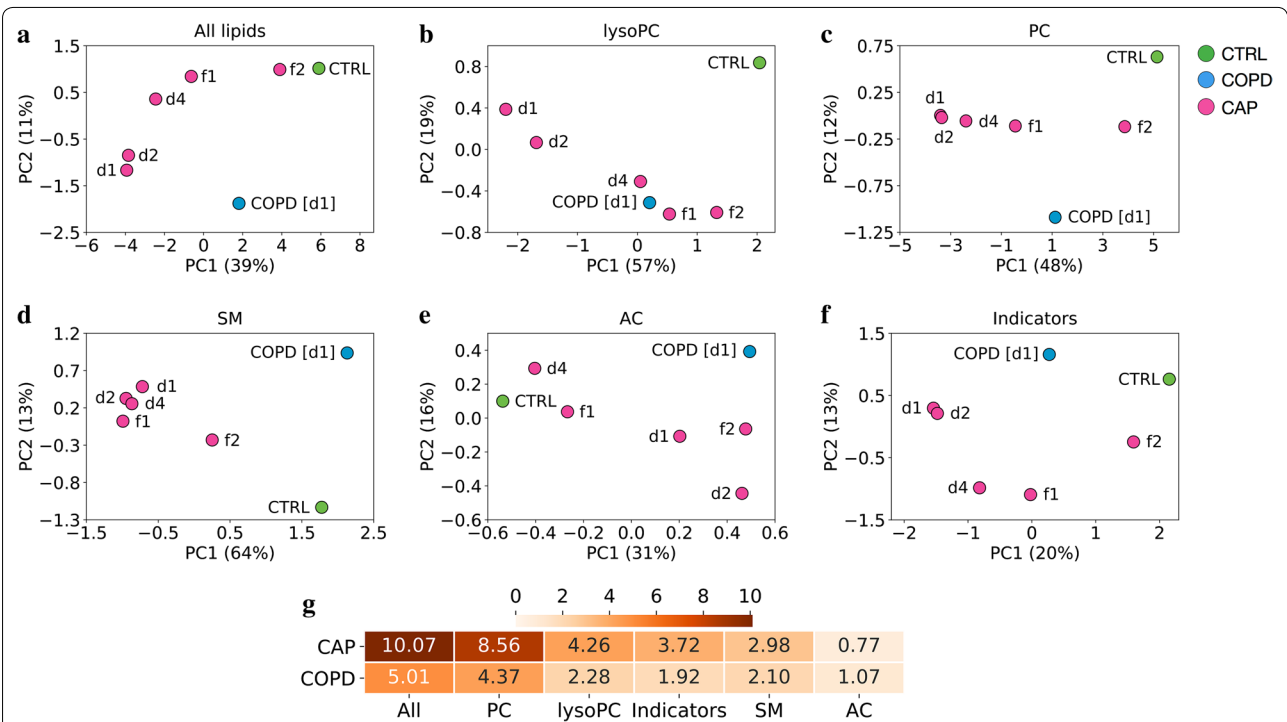 a
All lipids
1.5
0.5
−0.5
−1.5
−2.5
PC2 (11%)
d1
d2
d4
f1
f2
CTRL
COPD [d1]
−6 −4 −2 0 2 4 6 8
PC1 (39%)
b
lysoPC
0.8
0.4
0.0
−0.4
−0.8
PC2 (19%)
CTRL
d1
d2
d4
COPD [d1]
f1
f2
−2 −1 0 1 2
PC1 (57%)
c
PC
0.75
0.25
−0.25
−0.75
−1.25
PC2 (12%)
CTRL
d1
d2
d4
f1
f2
COPD [d1]
−5 −3 −1 1 3 5
PC1 (48%)
CTRL
COPD
CAP
d
SM
1.2
0.7
0.2
−0.3
−0.8
−1.3
PC2 (13%)
COPD [d1]
d1
d2
d4
f1
f2
CTRL
−1.5 −0.5 0.5 1.5 2.5
PC1 (64%)
e
AC
0.4
0.2
0.0
−0.2
−0.4
−0.6
PC2 (16%)
COPD [d1]
d4
CTRL
f1
d1
f2
d2
−0.6 −0.4 −0.2 0.0 0.2 0.4 0.6
PC1 (31%)
f
Indicators
1.5
0.5
−0.5
−1.5
PC2 (13%)
COPD [d1]
CTRL
d1
d2
f2
d4
f1
−2 −1 0 1 2
PC1 (20%)
g
0 2 4 6 8 10
CAP 10.07 8.56 4.26 3.72 2.98 0.77
COPD 5.01 4.37 2.28 1.92 2.10 1.07
All PC lysoPC Indicators SM AC